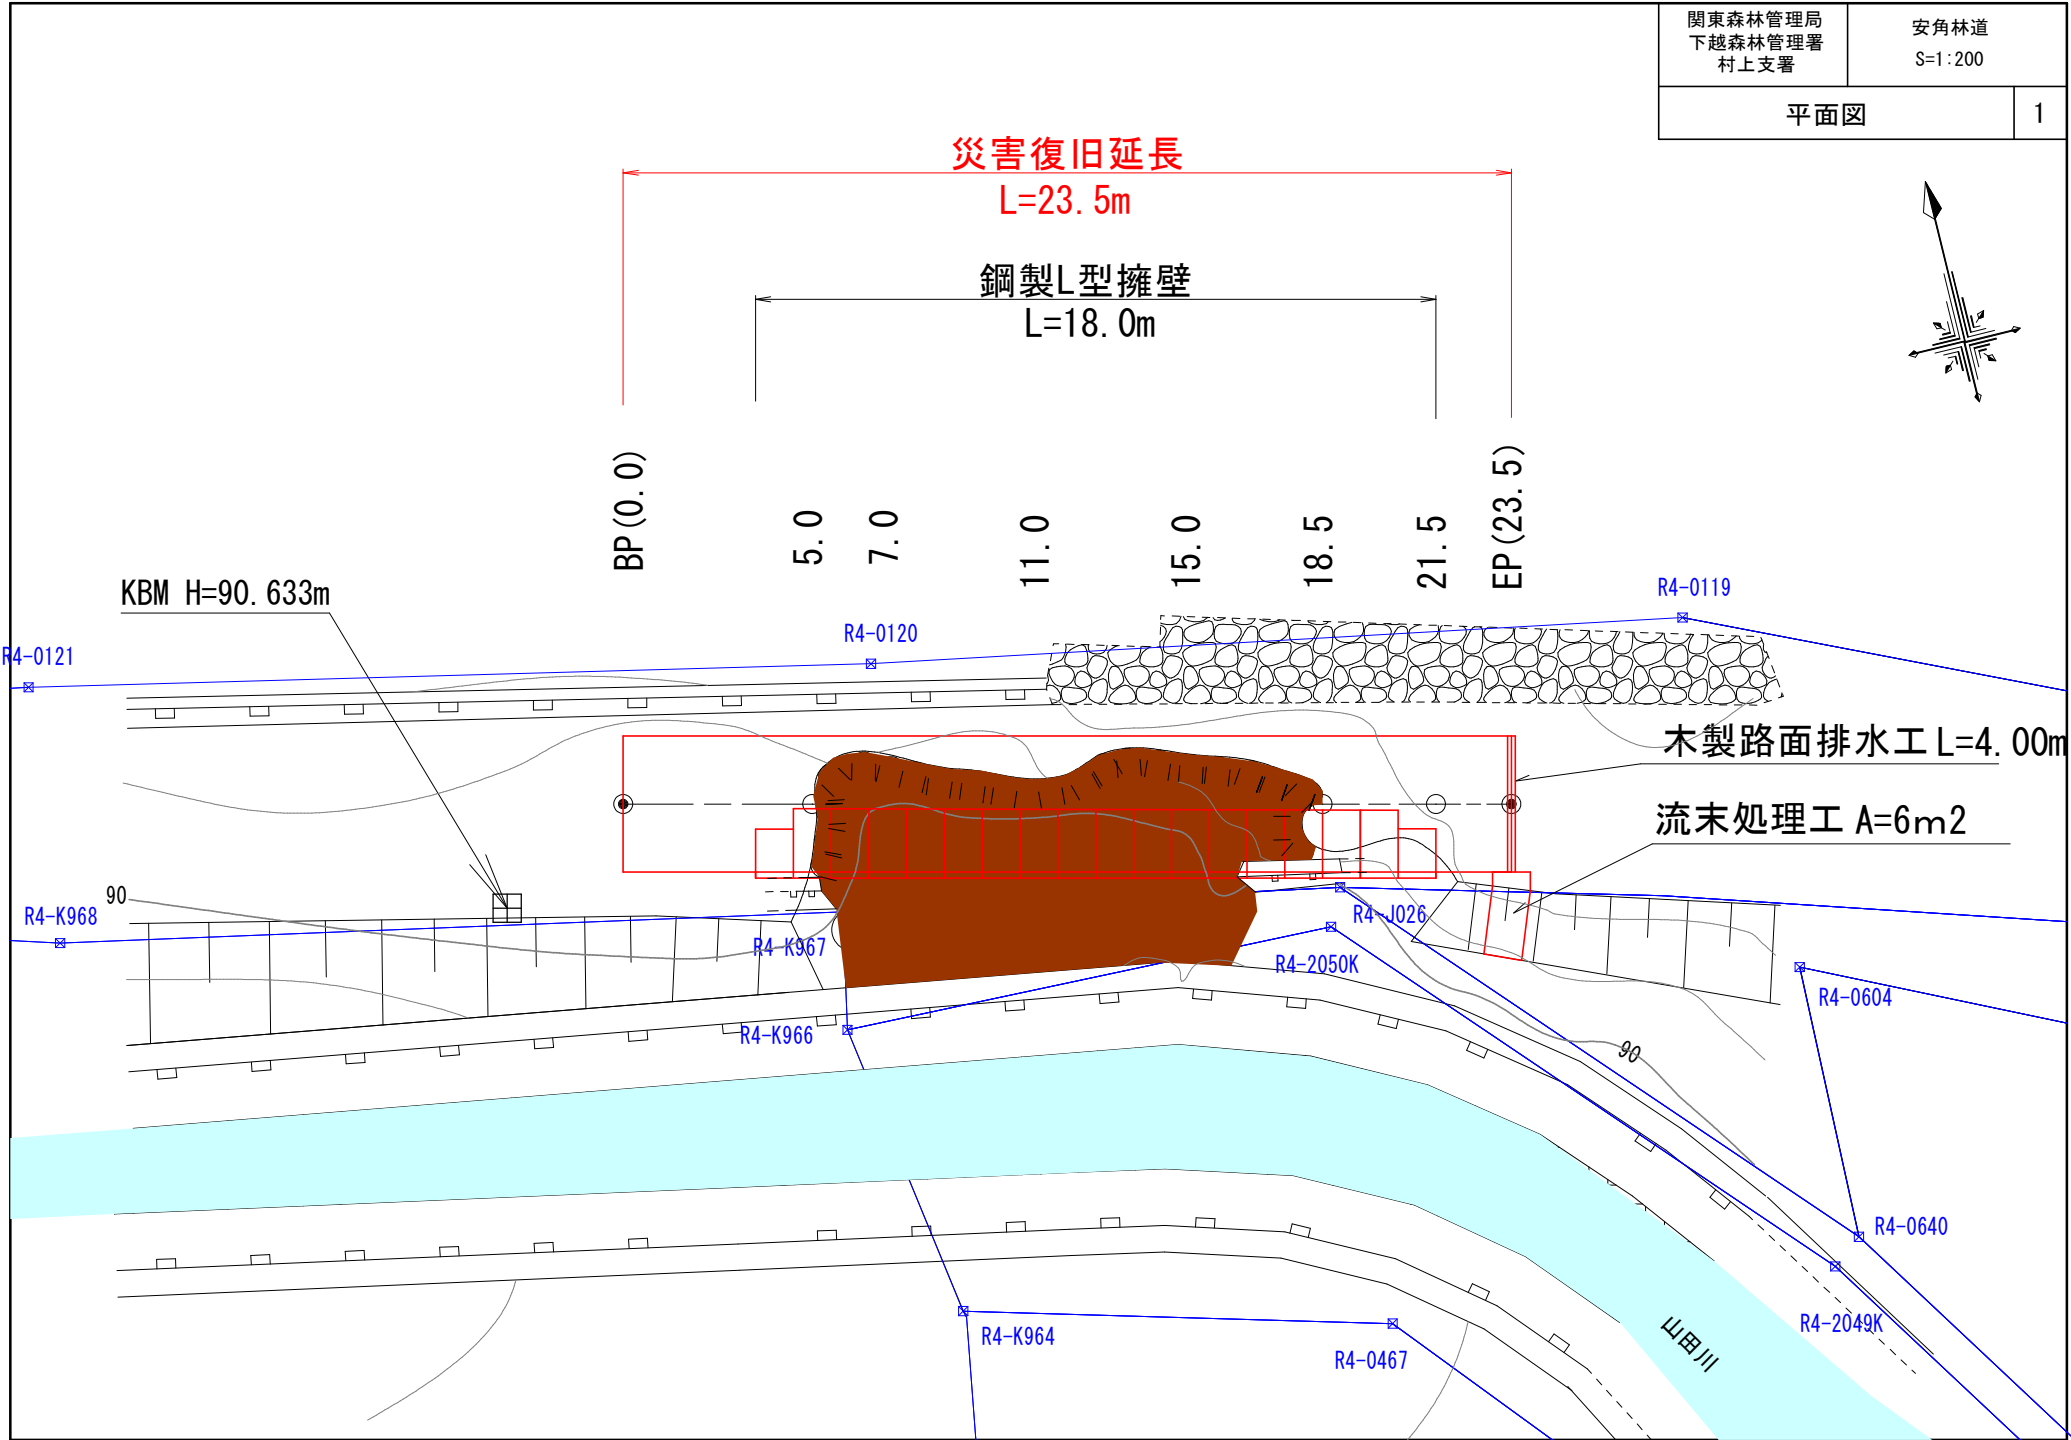 関東森林管理局
下越森林管理署
村上支署
安角林道
S=1:200
平面図
1
災害復旧延長
L=23.5m
鋼製L型擁壁
L=18.0m
BP(0.0)
5.0
7.0
11.0
15.0
18.5
21.5
EP(23.5)
KBM H=90.633m
R4-0121
R4-0120
R4-0119
木製路面排水工 L=4.00m
流末処理工 A=6m2
90
R4-K968
R4-K967
R4-J026
R4-2050K
R4-0604
R4-K966
90
R4-0640
R4-2049K
R4-K964
R4-0467
山田川